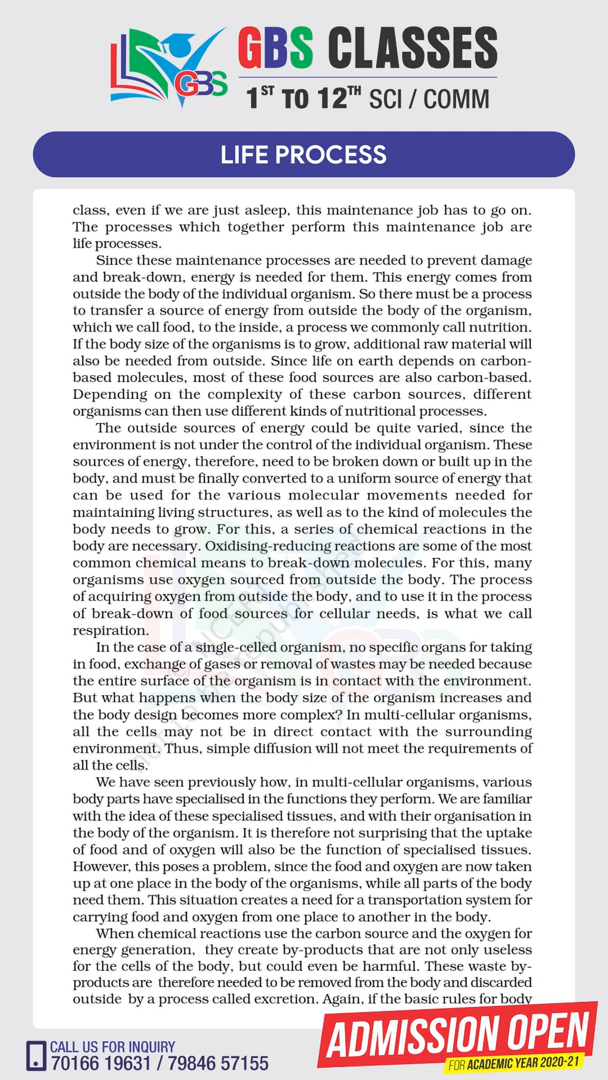 GBS
GBS CLASSES
1ST TO 12TH SCI / COMM
LIFE PROCESS
class, even if we are just asleep, this maintenance job has to go on.
The processes which together perform this maintenance job are
life processes.
Since these maintenance processes are needed to prevent damage
and break-down, energy is needed for them. This energy comes from
outside the body of the individual organism. So there must be a process
to transfer a source of energy from outside the body of the organism,
which we call food, to the inside, a process we commonly call nutrition.
If the body size of the organisms is to grow, additional raw material will
also be needed from outside. Since life on earth depends on carbon-
based molecules, most of these food sources are also carbon-based.
Depending on the complexity of these carbon sources, different
organisms can then use different kinds of nutritional processes.
The outside sources of energy could be quite varied, since the
environment is not under the control of the individual organism. These
sources of energy, therefore, need to be broken down or built up in the
body, and must be finally converted to a uniform source of energy that
can be used for the various molecular movements needed for
maintaining living structures, as well as to the kind of molecules the
body needs to grow. For this, a series of chemical reactions in the
body are necessary. Oxidising-reducing reactions are some of the most
common chemical means to break-down molecules. For this, many
organisms use oxygen sourced from outside the body. The process
of acquiring oxygen from outside the body, and to use it in the process
of break-down of food sources for cellular needs, is what we call
respiration.
In the case of a single-celled organism, no specific organs for taking
in food, exchange of gases or removal of wastes may be needed because
the entire surface of the organism is in contact with the environment.
But what happens when the body size of the organism increases and
the body design becomes more complex? In multi-cellular organisms,
all the cells may not be in direct contact with the surrounding
environment. Thus, simple diffusion will not meet the requirements of
all the cells.
We have seen previously how, in multi-cellular organisms, various
body parts have specialised in the functions they perform. We are familiar
with the idea of these specialised tissues, and with their organisation in
the body of the organism. It is therefore not surprising that the uptake
of food and of oxygen will also be the function of specialised tissues.
However, this poses a problem, since the food and oxygen are now taken
up at one place in the body of the organisms, while all parts of the body
need them. This situation creates a need for a transportation system for
carrying food and oxygen from one place to another in the body.
When chemical reactions use the carbon source and the oxygen for
energy generation, they create by-products that are not only useless
for the cells of the body, but could even be harmful. These waste by-
products are therefore needed to be removed from the body and discarded
outside by a process called excretion. Again, if the basic rules for body
not to be republished
ADMISSION OPEN
FOR ACADEMIC YEAR 2020-21
CALL US FOR INQUIRY
70166 19631 / 79846 57155